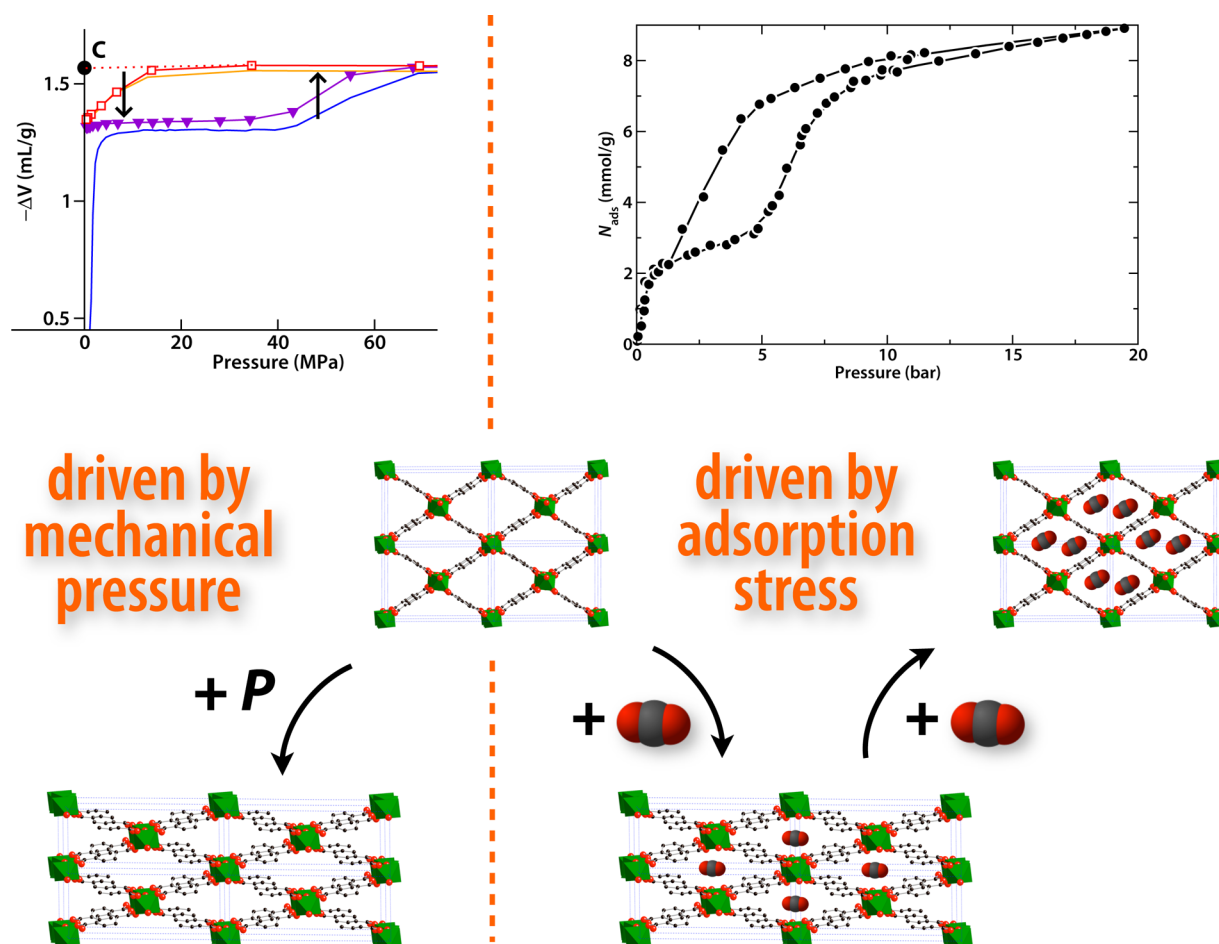 C
1.5
1
0.5
−ΔV (mL/g)
0
20
40
60
Pressure (MPa)
8
6
4
2
0
Nads (mmol/g)
0
5
10
15
20
Pressure (bar)
driven by
mechanical
pressure
driven by
adsorption
stress
+ P
+
+